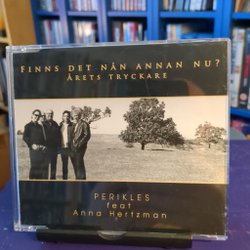 FINNS DET NÅN ANNAN NU?
ÅRETS TRYCKARE
PERIKLES
feat
Anna Hertzman